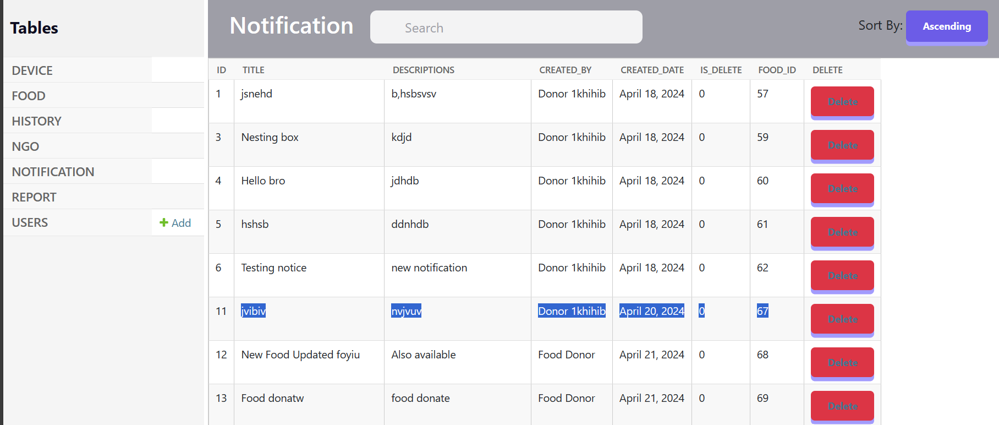 Tables
DEVICE
FOOD
HISTORY
NGO
NOTIFICATION
REPORT
USERS Add
Notification Search Sort By: Ascending
ID TITLE DESCRIPTIONS CREATED_BY CREATED_DATE IS_DELETE FOOD_ID DELETE
1 jsnehd b,hsbsvsv Donor 1khihib April 18, 2024 0 57 Delete
3 Nesting box kdjd Donor 1khihib April 18, 2024 0 59 Delete
4 Hello bro jdhdb Donor 1khihib April 18, 2024 0 60 Delete
5 hshsb ddnhdb Donor 1khihib April 18, 2024 0 61 Delete
6 Testing notice new notification Donor 1khihib April 18, 2024 0 62 Delete
11 jvibiv nvjvuv Donor 1khihib April 20, 2024 0 67 Delete
12 New Food Updated foyiu Also available Food Donor April 21, 2024 0 68 Delete
13 Food donatw food donate Food Donor April 21, 2024 0 69 Delete